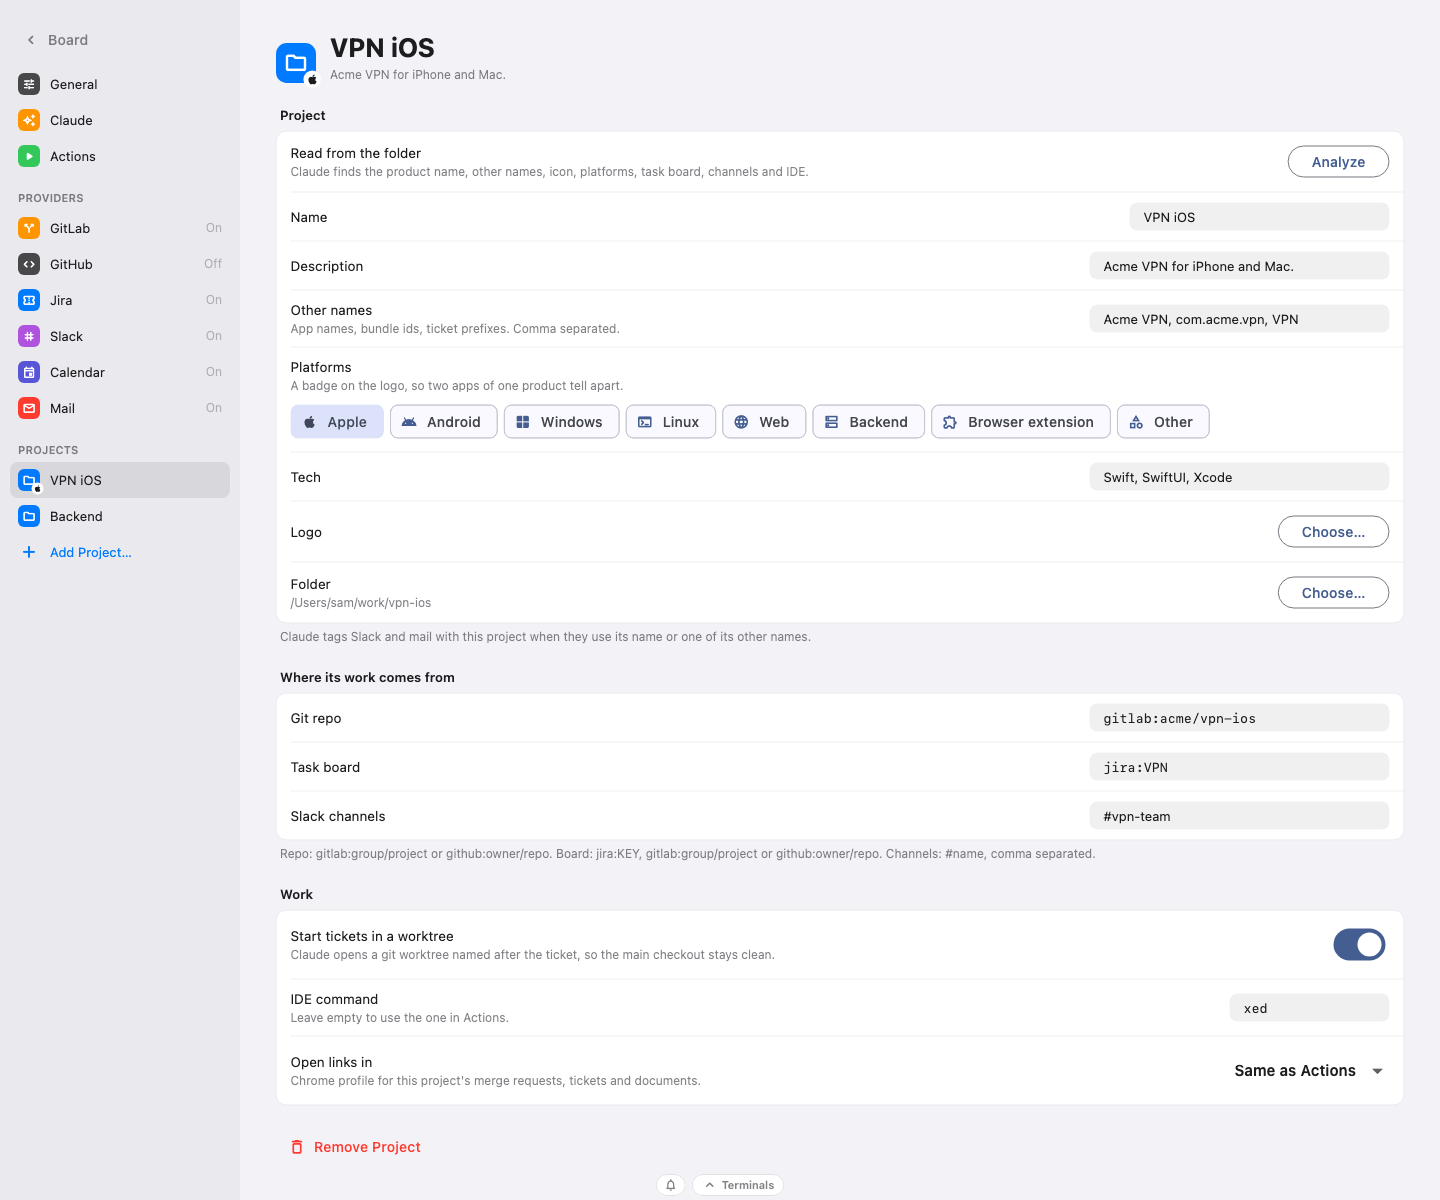 Board
General
Claude
Actions
PROVIDERS
GitLab On
GitHub Off
Jira On
Slack On
Calendar On
Mail On
PROJECTS
VPN iOS
Backend
Add Project...
VPN iOS
Acme VPN for iPhone and Mac.
Project
Read from the folder
Claude finds the product name, other names, icon, platforms, task board, channels and IDE.
Analyze
Name
VPN iOS
Description
Acme VPN for iPhone and Mac.
Other names
App names, bundle ids, ticket prefixes. Comma separated.
Acme VPN, com.acme.vpn, VPN
Platforms
A badge on the logo, so two apps of one product tell apart.
Apple Android Windows Linux Web Backend Browser extension Other
Tech
Swift, SwiftUI, Xcode
Logo
Choose...
Folder
/Users/sam/work/vpn-ios
Choose...
Claude tags Slack and mail with this project when they use its name or one of its other names.
Where its work comes from
Git repo
gitlab:acme/vpn-ios
Task board
jira:VPN
Slack channels
#vpn-team
Repo: gitlab:group/project or github:owner/repo. Board: jira:KEY, gitlab:group/project or github:owner/repo. Channels: #name, comma separated.
Work
Start tickets in a worktree
Claude opens a git worktree named after the ticket, so the main checkout stays clean.
IDE command
Leave empty to use the one in Actions.
xed
Open links in
Chrome profile for this project's merge requests, tickets and documents.
Same as Actions
Remove Project
Terminals